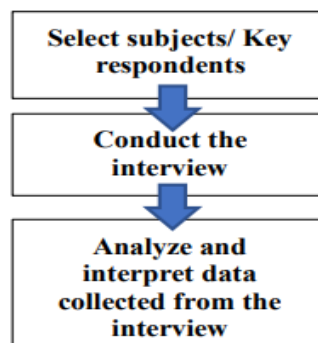 Select subjects/ Key
respondents
Conduct the
interview
Analyze and
interpret data
collected from the
interview